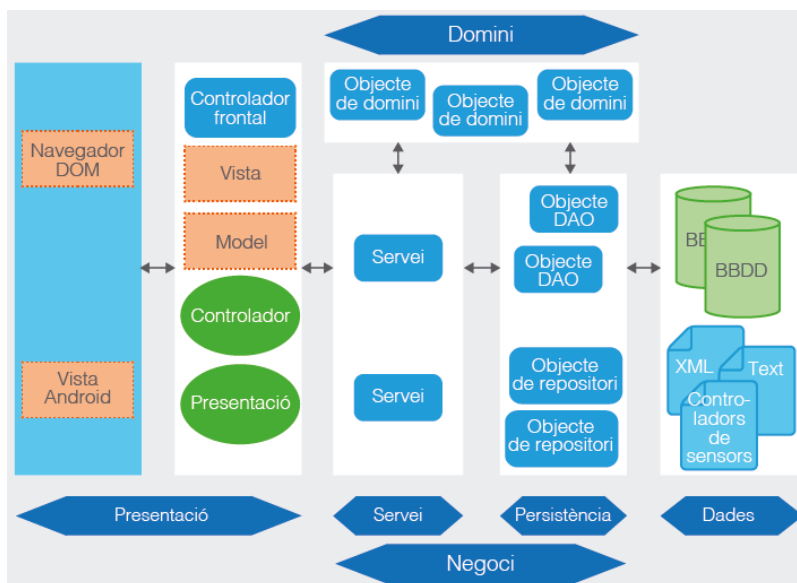 Domini
Navegador
DOM
Vista
Android
Controlador
frontal
Vista
Model
Controlador
Presentació
Objecte
de domini
Objecte
de domini
Objecte
de domini
Servei
Servei
Objecte
DAO
Objecte
DAO
Objecte
de repositori
Objecte
de repositori
BBDD
XML
Text
Contro-
ladors
de
sensors
Presentació
Servei
Persistència
Dades
Negoci